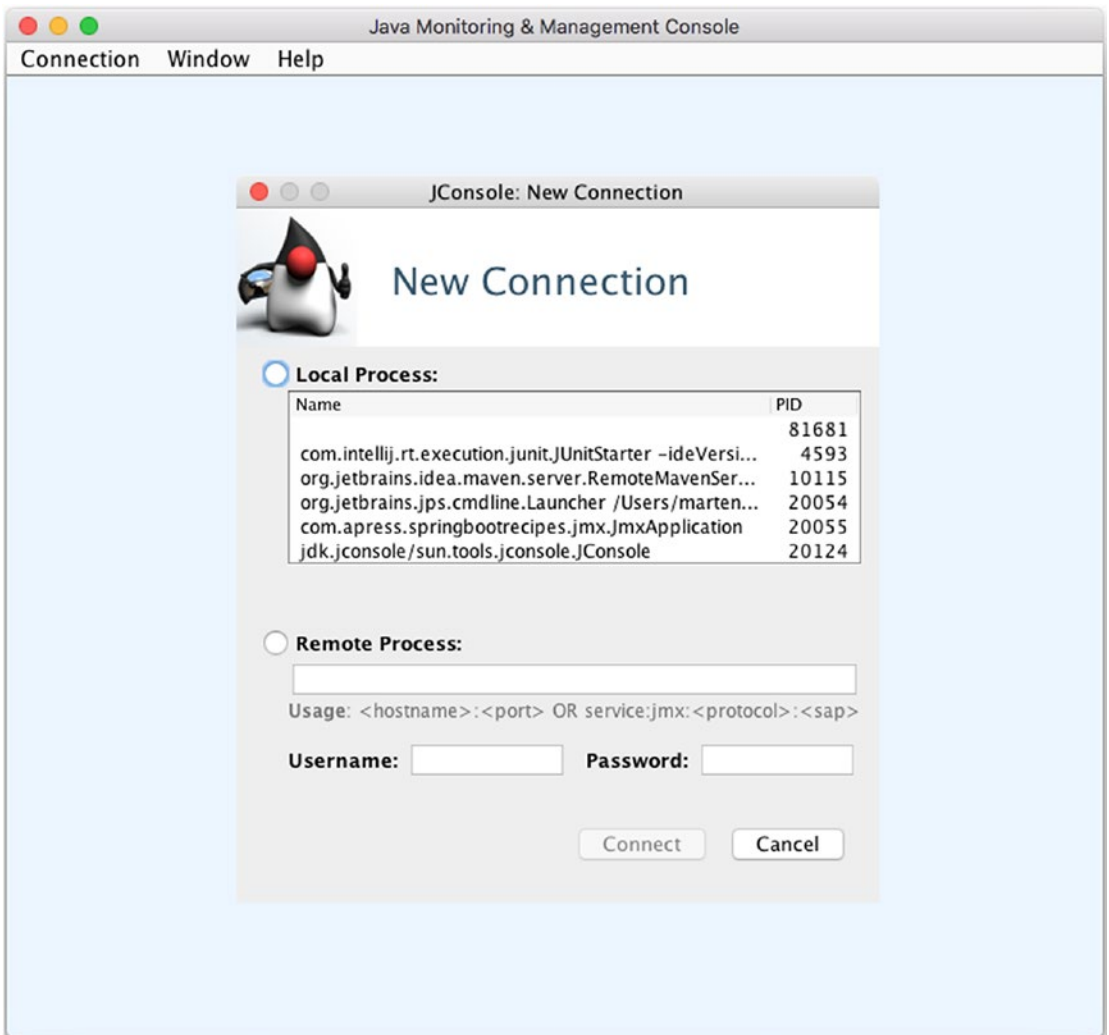 Java Monitoring & Management Console
Connection Window Help
JConsole: New Connection
New Connection
Local Process:
Name PID
81681
com.intellij.rt.execution.junit.JUnitStarter -ideVersi... 4593
org.jetbrains.idea.maven.server.RemoteMavenSer... 10115
org.jetbrains.jps.cmdline.Launcher /Users/marten... 20054
com.apress.springbootrecipes.jmx.JmxApplication 20055
jdk.jconsole/sun.tools.jconsole.JConsole 20124
Remote Process:
Usage: <hostname>:<port> OR service:jmx:<protocol>:<sap>
Username: Password:
Connect Cancel